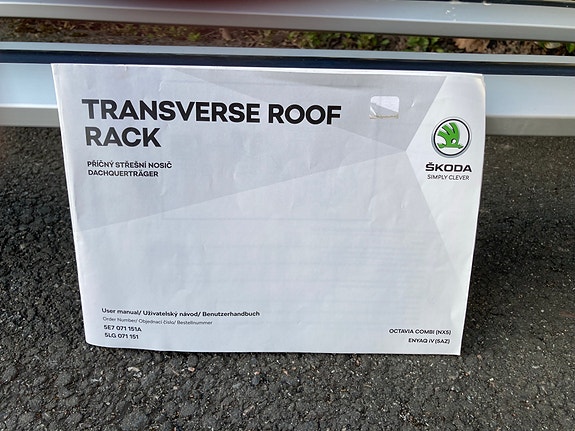 TRANSVERSE ROOF
RACK
PŘÍČNÝ STŘEŠNÍ NOSIČ
DACHQUERTRÄGER
ŠKODA
SIMPLY CLEVER
User manual/ Uživatelský návod/ Benutzerhandbuch
Order Number/ Objednací číslo/ Bestellnummer
5E7 071 151A
5LG 071 151
OCTAVIA COMBI (NX5)
ENYAQ iV (5AZ)